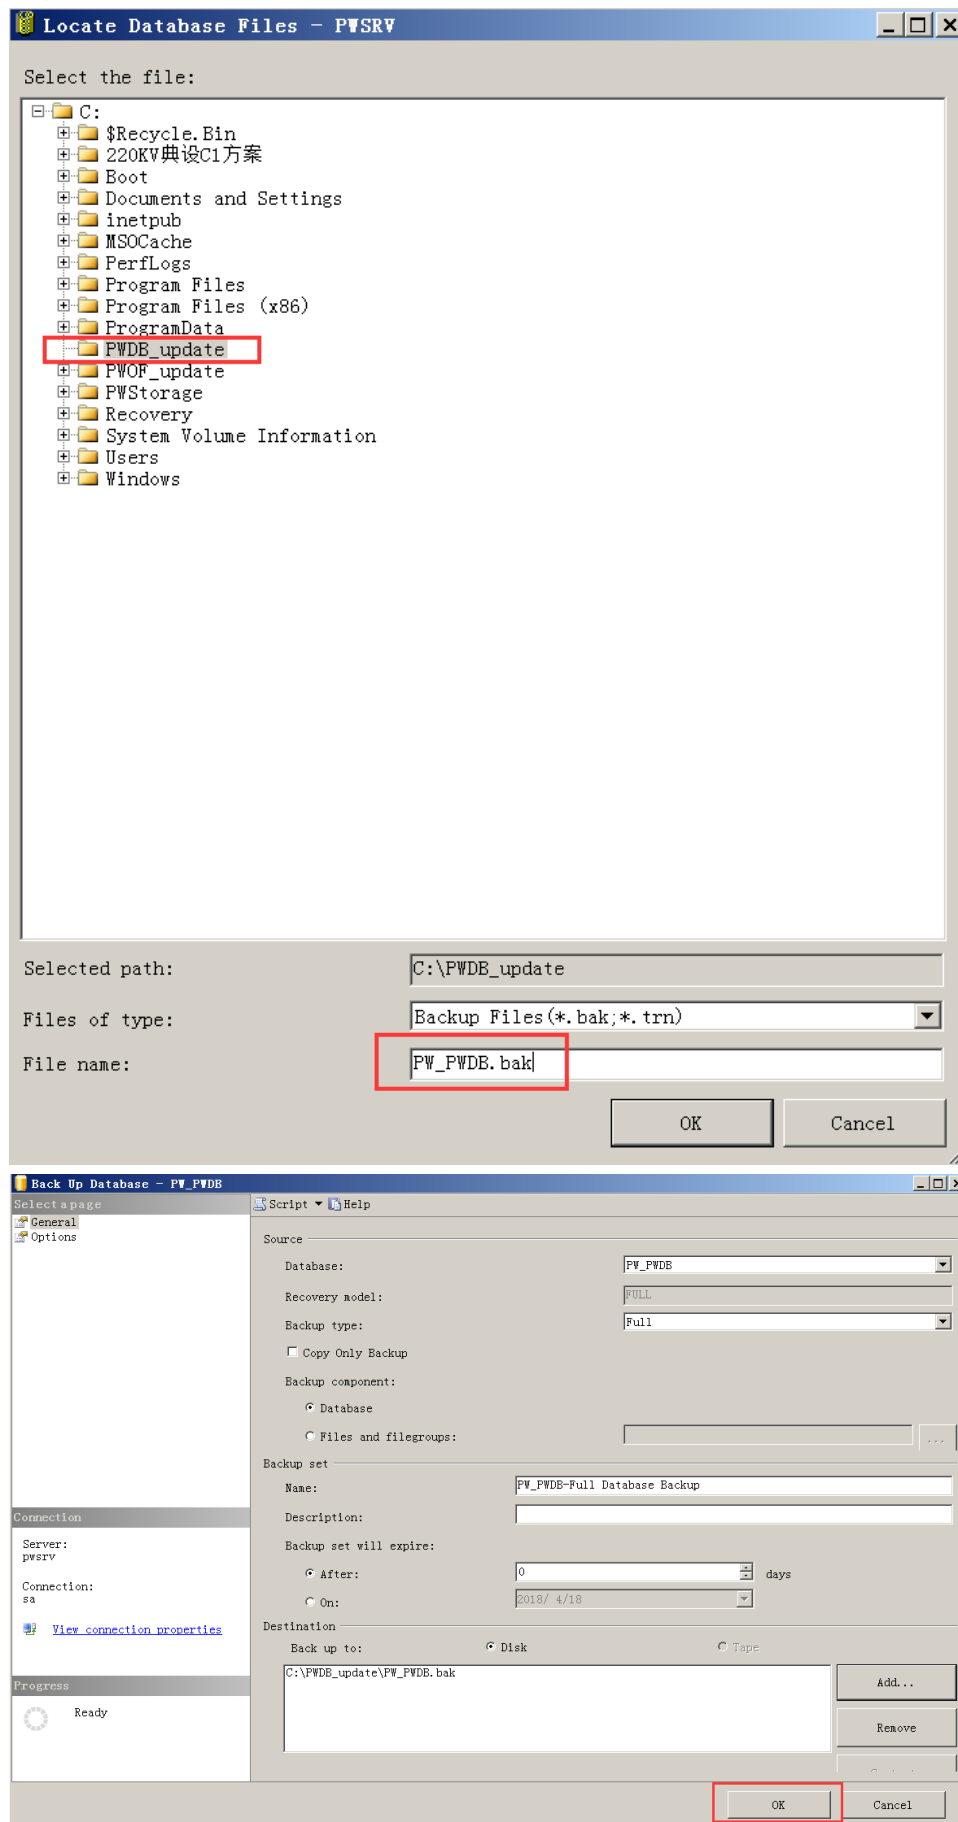 Locate Database Files - PWSRV
Select the file:
C:
$Recycle.Bin
220KV典设C1方案
Boot
Documents and Settings
inetpub
MSOCache
PerfLogs
Program Files
Program Files (x86)
ProgramData
PWDB_update
PWOF_update
PWStorage
Recovery
System Volume Information
Users
Windows
Selected path: C:\PWDB_update
Files of type: Backup Files(*.bak;*.trn)
File name: PW_PWDB.bak
OK Cancel
Back Up Database - PW_PWDB
Select a page
General
Options
Script Help
Source
Database: PW_PWDB
Recovery model: FULL
Backup type: Full
Copy Only Backup
Backup component:
Database
Files and filegroups: ...
Backup set
Name: PW_PWDB-Full Database Backup
Description:
Backup set will expire:
After: 0 days
On: 2018/ 4/18
Destination
Back up to: Disk Tape
C:\PWDB_update\PW_PWDB.bak
Add...
Remove
Connection
Server:
pwsrv
Connection:
sa
View connection properties
Progress
Ready
OK Cancel